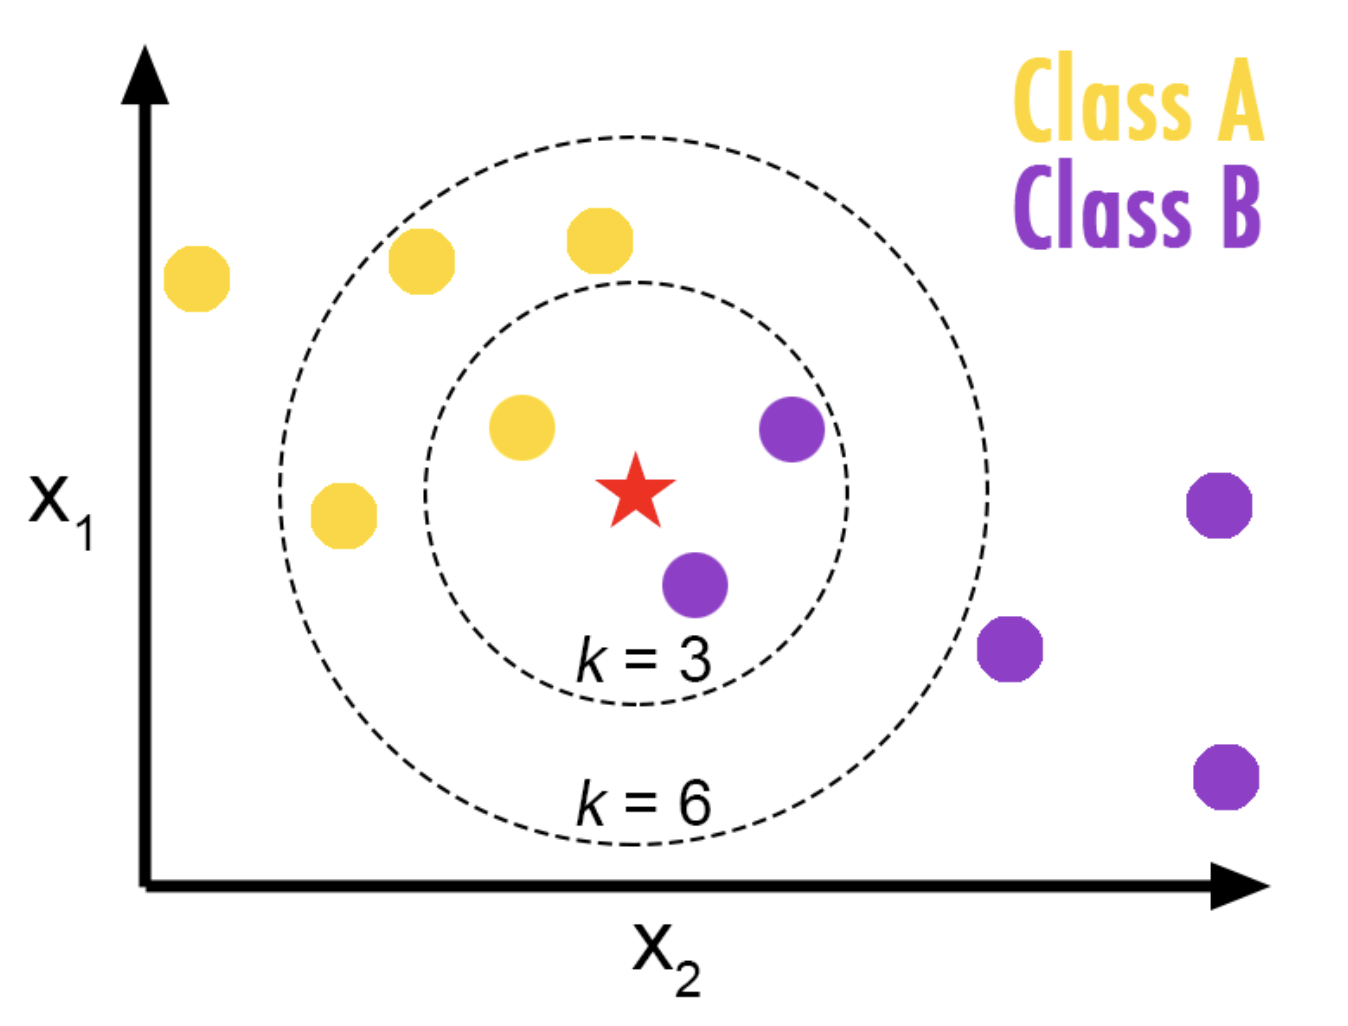 Class A
Class B
x₁
k = 3
k = 6
x₂